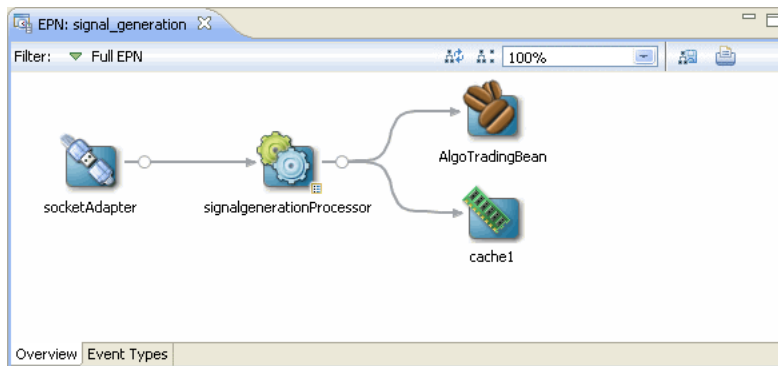 EPN: signal_generation
Filter: Full EPN 100%
AlgoTradingBean
socketAdapter signalgenerationProcessor
cache1
Overview Event Types